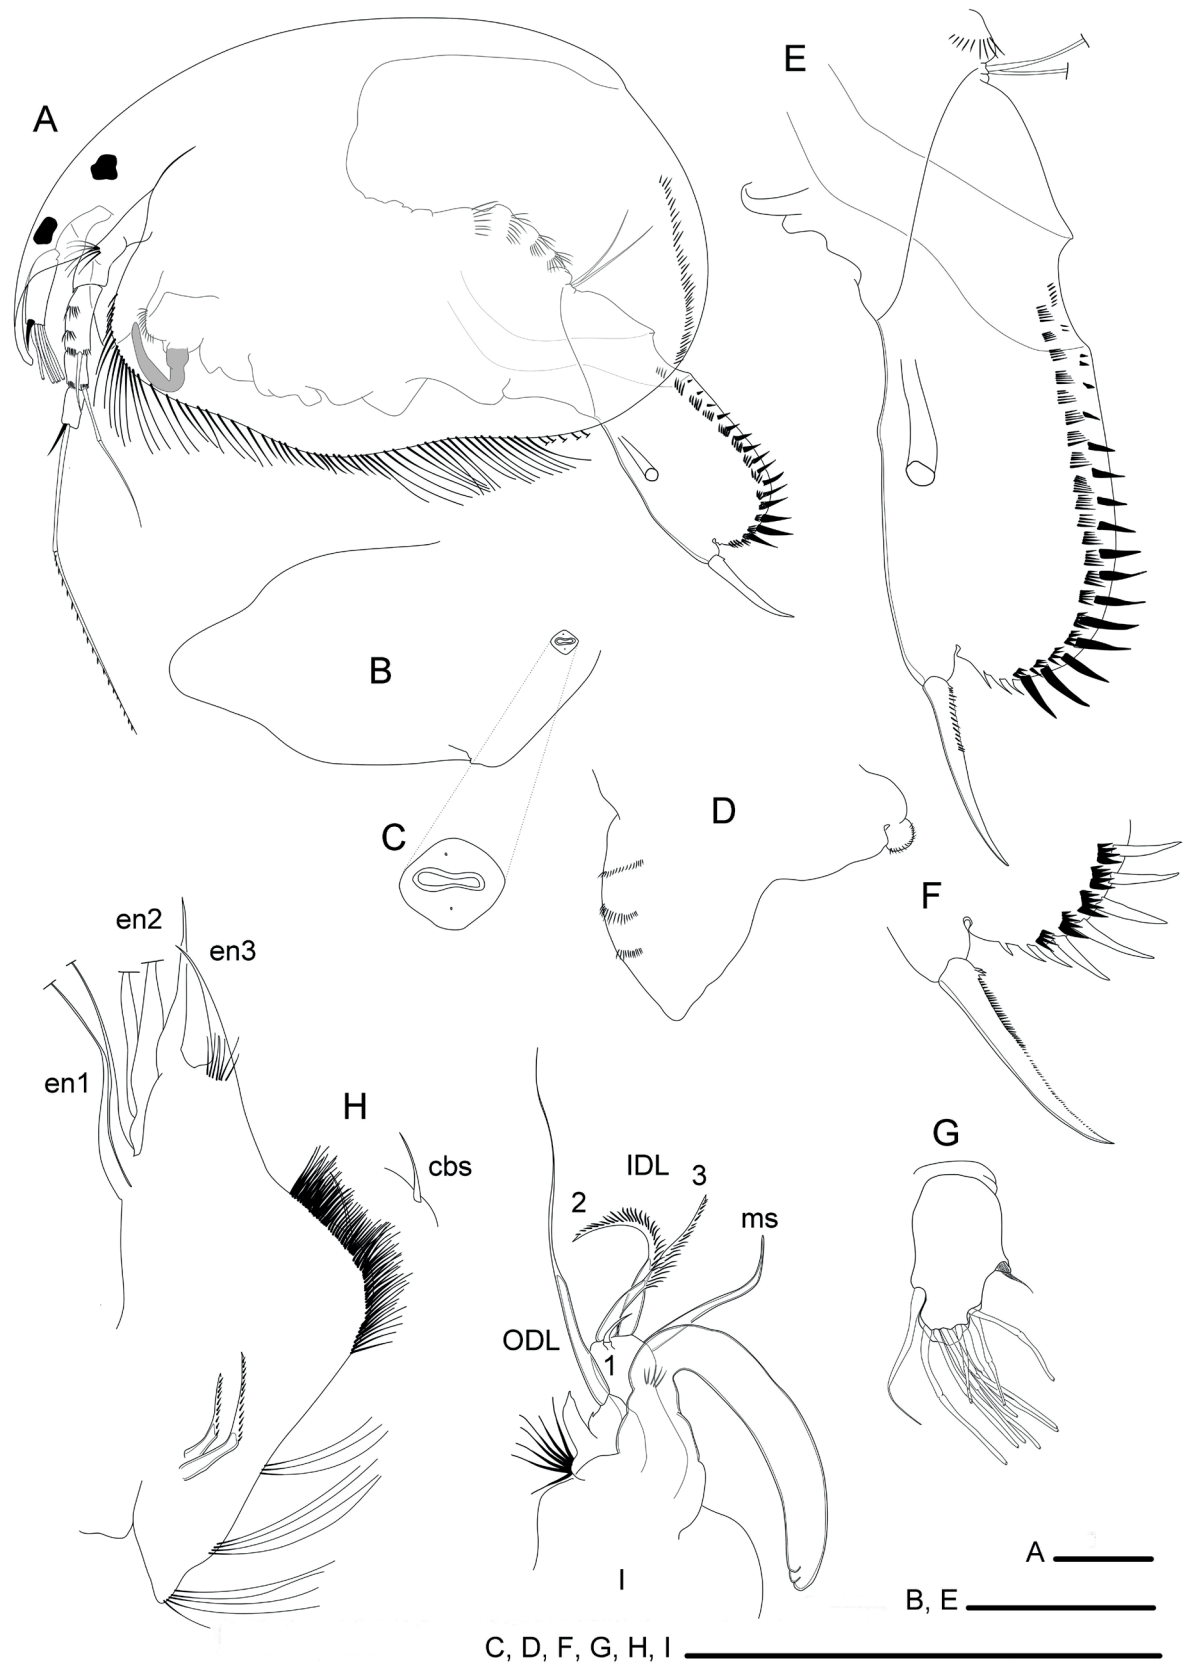 E
A
B
D
C
F
en2
en3
en1
H
G
cbs
IDL
3
2
ms
ODL
1
A
I
B, E
C, D, F, G, H, I